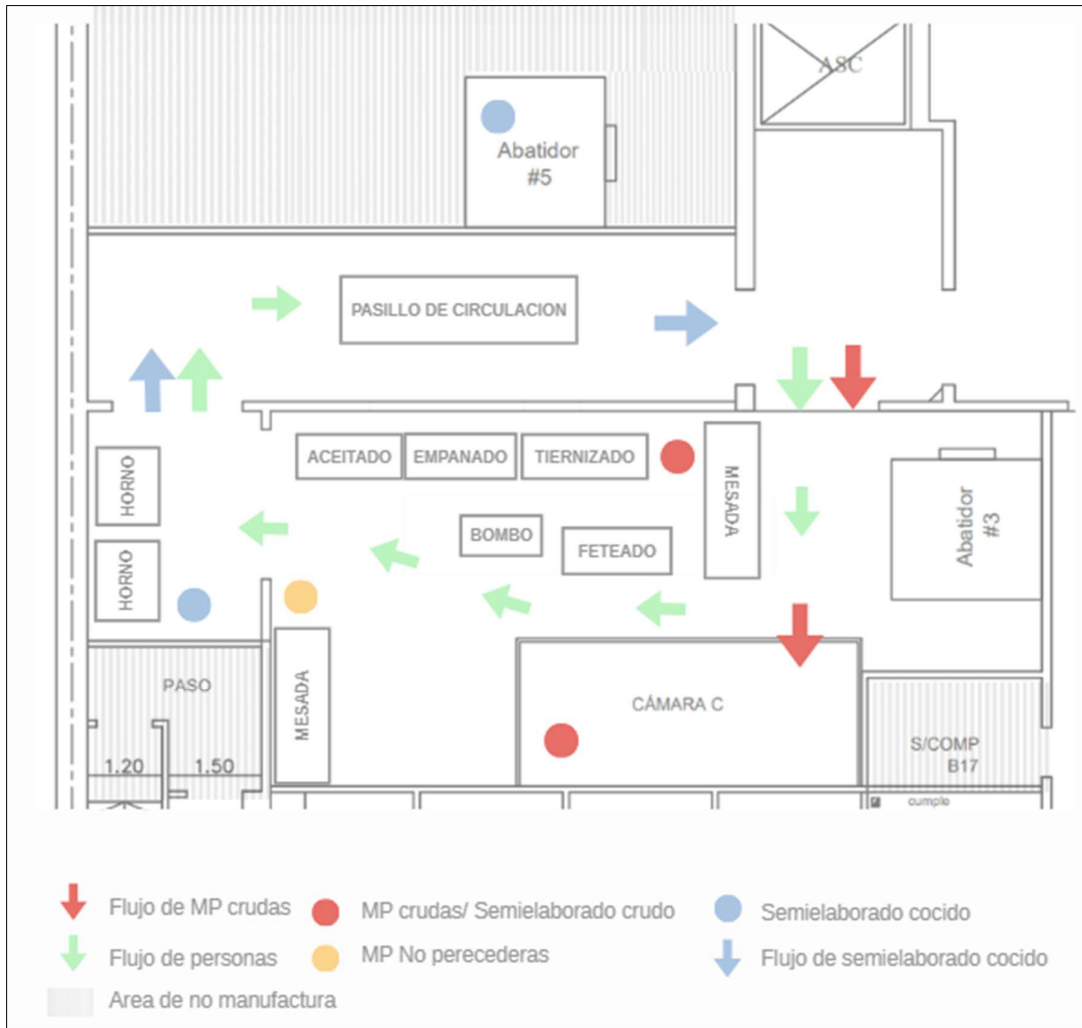 ASC
Abatidor
#5
PASILLO DE CIRCULACION
ACEITADO
EMPANADO
TIERNIZADO
MESADA
HORNO
BOMBO
FETEADO
Abatidor
#3
HORNO
PASO
MESADA
CÁMARA C
1.20
1.50
S/COMP
B17
cumple
Flujo de MP crudas
MP crudas/ Semielaborado crudo
Semielaborado cocido
Flujo de personas
MP No perecederas
Flujo de semielaborado cocido
Area de no manufactura